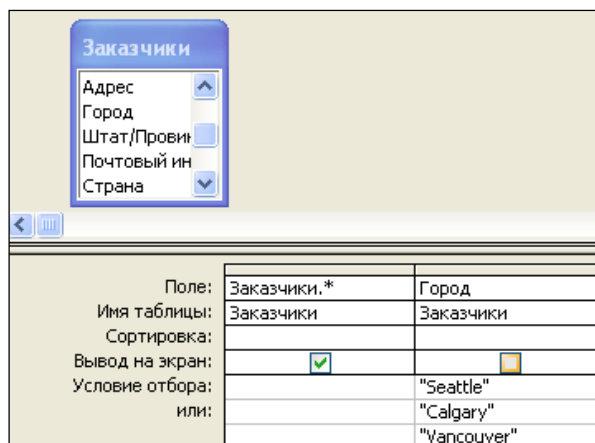 Заказчики
Адрес
Город
Штат/Прови
Почтовый ин
Страна
Поле: Заказчики.* Город
Имя таблицы: Заказчики Заказчики
Сортировка:
Вывод на экран:
Условие отбора: "Seattle"
или: "Calgary"
"Vancouver"